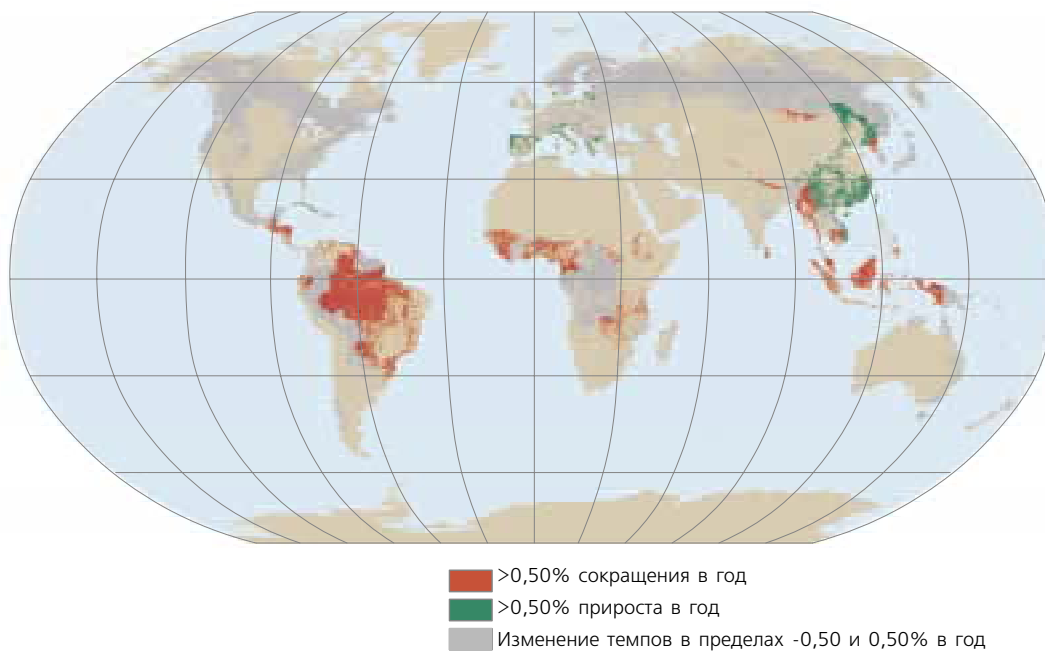 >0,50% сокращения в год
>0,50% прироста в год
Изменение темпов в пределах -0,50 и 0,50% в год